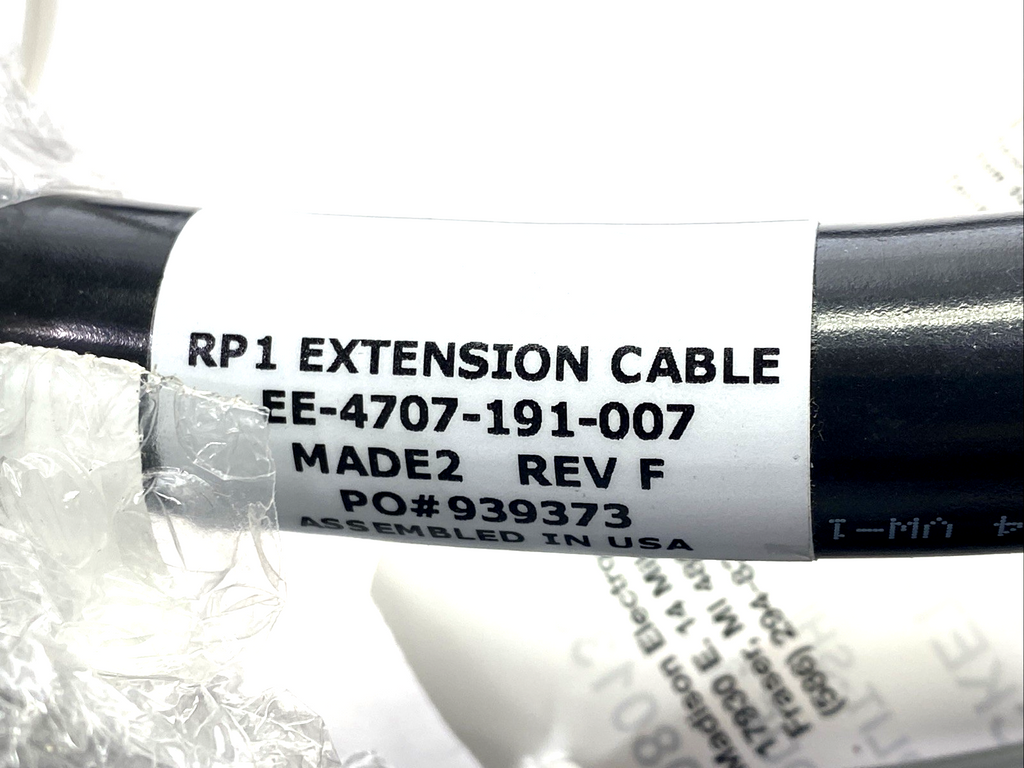 RP1 EXTENSION CABLE
EE-4707-191-007
MADE2 REV F
PO#939373
ASSEMBLED IN USA
Madison Electro
17930 E. 14 Mi
Fraser, MI 48
(586) 294-8